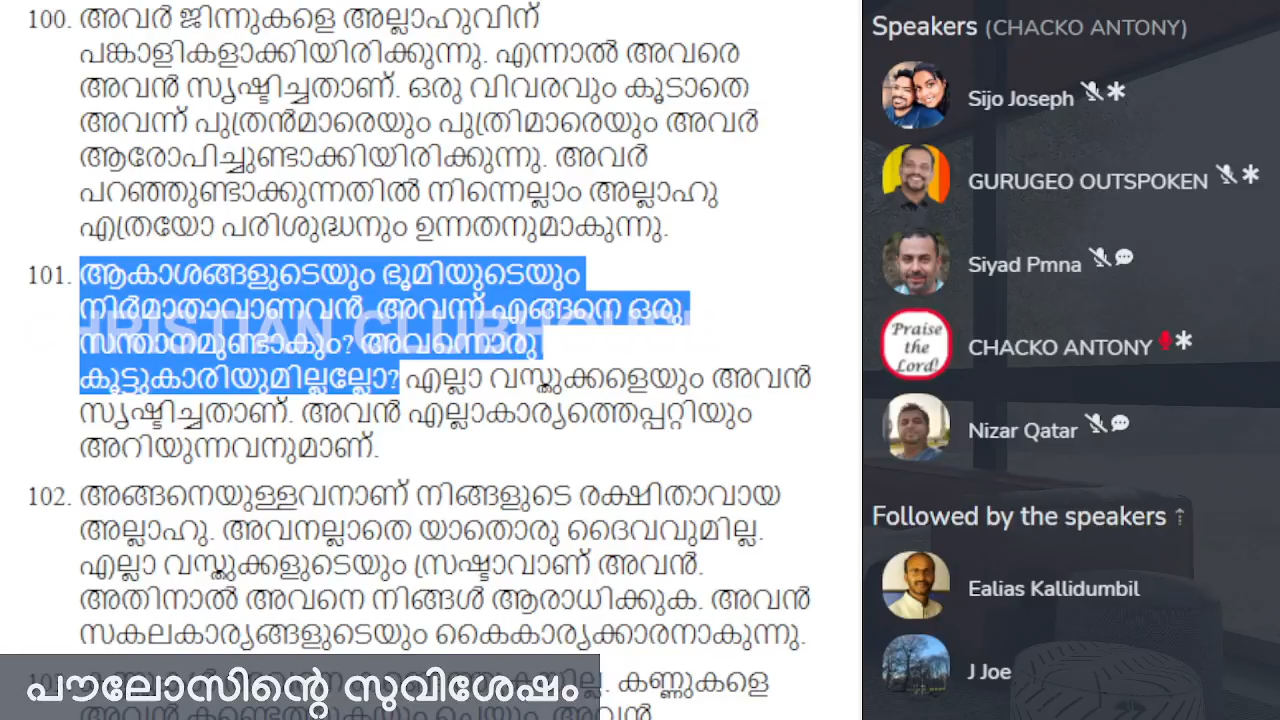 100. അവർ ജിന്നുകളെ അല്ലാഹുവിന്
പങ്കാളികളാക്കിയിരിക്കുന്നു. എന്നാൽ അവരെ
അവൻ സൃഷ്ടിച്ചതാണ്. ഒരു വിവരവും കൂടാതെ
അവന്ന് പുത്രൻമാരെയും പുത്രിമാരെയും അവർ
ആരോപിച്ചുണ്ടാക്കിയിരിക്കുന്നു. അവർ
പറഞ്ഞുണ്ടാക്കുന്നതിൽ നിന്നെല്ലാം അല്ലാഹു
എത്രയോ പരിശുദ്ധനും ഉന്നതനുമാകുന്നു.
101. ആകാശങ്ങളുടെയും ഭൂമിയുടെയും
നിർമാതാവാണവൻ. അവന്ന് എങ്ങനെ ഒരു
CHRISTIAN CLUBHOUSE
സന്താനമുണ്ടാകും? അവന്നൊരു
കൂട്ടുകാരിയുമില്ലല്ലോ? എല്ലാ വസ്തുക്കളെയും അവൻ
സൃഷ്ടിച്ചതാണ്. അവൻ എല്ലാകാര്യത്തെപ്പറ്റിയും
അറിയുന്നവനുമാണ്.
102. അങ്ങനെയുള്ളവനാണ് നിങ്ങളുടെ രക്ഷിതാവായ
അല്ലാഹു. അവനല്ലാതെ യാതൊരു ദൈവവുമില്ല.
എല്ലാ വസ്തുക്കളുടെയും സ്രഷ്ടാവാണ് അവൻ.
അതിനാൽ അവനെ നിങ്ങൾ ആരാധിക്കുക. അവൻ
സകലകാര്യങ്ങളുടെയും കൈകാര്യക്കാരനാകുന്നു.
കണ്ണുകളെ
പൗലോസിന്റെ സുവിശേഷം
Speakers (CHACKO ANTONY)
Sijo Joseph
GURUGEO OUTSPOKEN
Siyad Pmna
Praise
the
Lord!
CHACKO ANTONY
Nizar Qatar
Followed by the speakers
Ealias Kallidumbil
J Joe